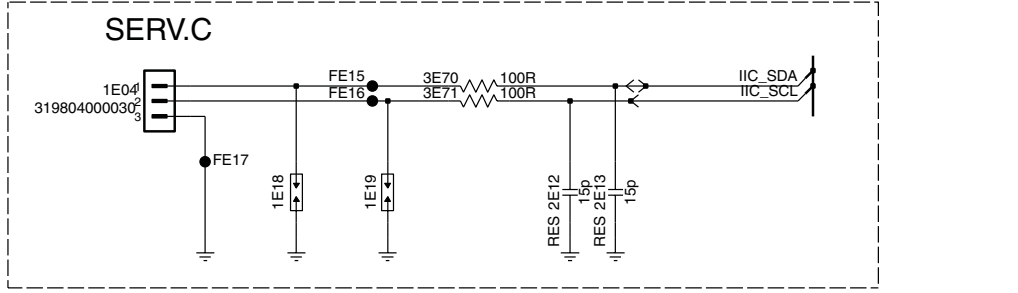 SERV.C
FE15 3E70 100R IIC_SDA
1E04 1 FE16 3E71 100R IIC_SCL
319804000030 2
3
FE17
1E18
1E19
RES 2E12
15p
RES 2E13
15p